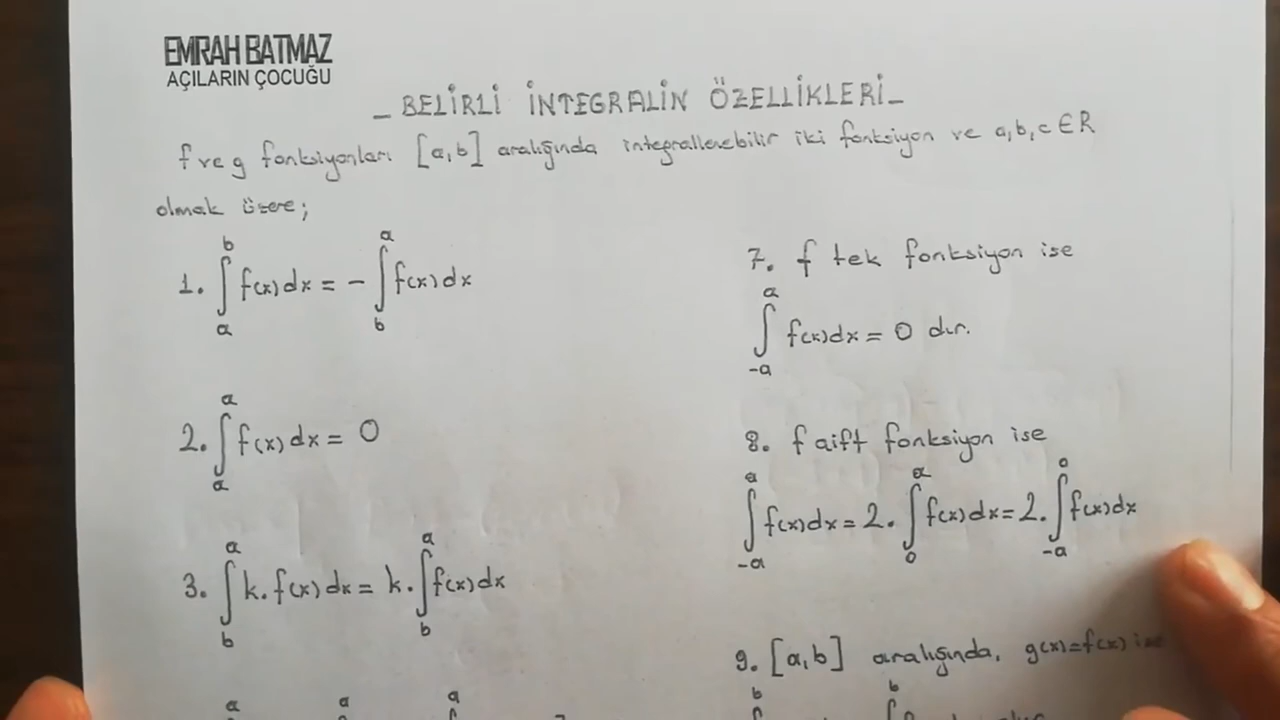 EMRAH BATMAZ
AÇILARIN ÇOCUĞU
_ BELİRLİ İNTEGRALİN ÖZELLİKLERİ _
f ve g fonksiyonları [a,b] aralığında integrallenebilir iki fonksiyon ve a,b,c ∈ R
olmak üzere;
1. ∫_a^b f(x)dx = - ∫_b^a f(x)dx
2. ∫_a^a f(x)dx = 0
3. ∫_b^a k.f(x)dx = k.∫_b^a f(x)dx
a a a
7. f tek fonksiyon ise
∫_{-a}^a f(x)dx = 0 dır.
8. f çift fonksiyon ise
∫_{-a}^a f(x)dx = 2.∫_0^a f(x)dx = 2.∫_{-a}^0 f(x)dx
9. [a,b] aralığında, g(x)=f(x) ise
b b